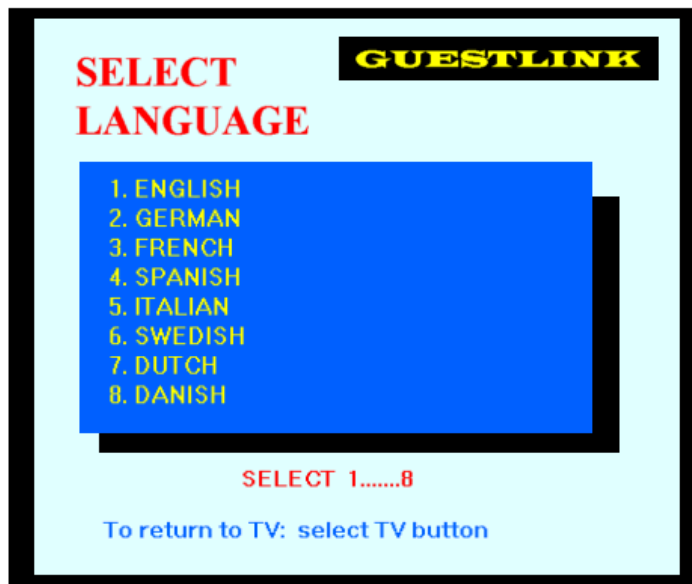 GUESTLINK
SELECT
LANGUAGE
1. ENGLISH
2. GERMAN
3. FRENCH
4. SPANISH
5. ITALIAN
6. SWEDISH
7. DUTCH
8. DANISH
SELECT 1.......8
To return to TV: select TV button